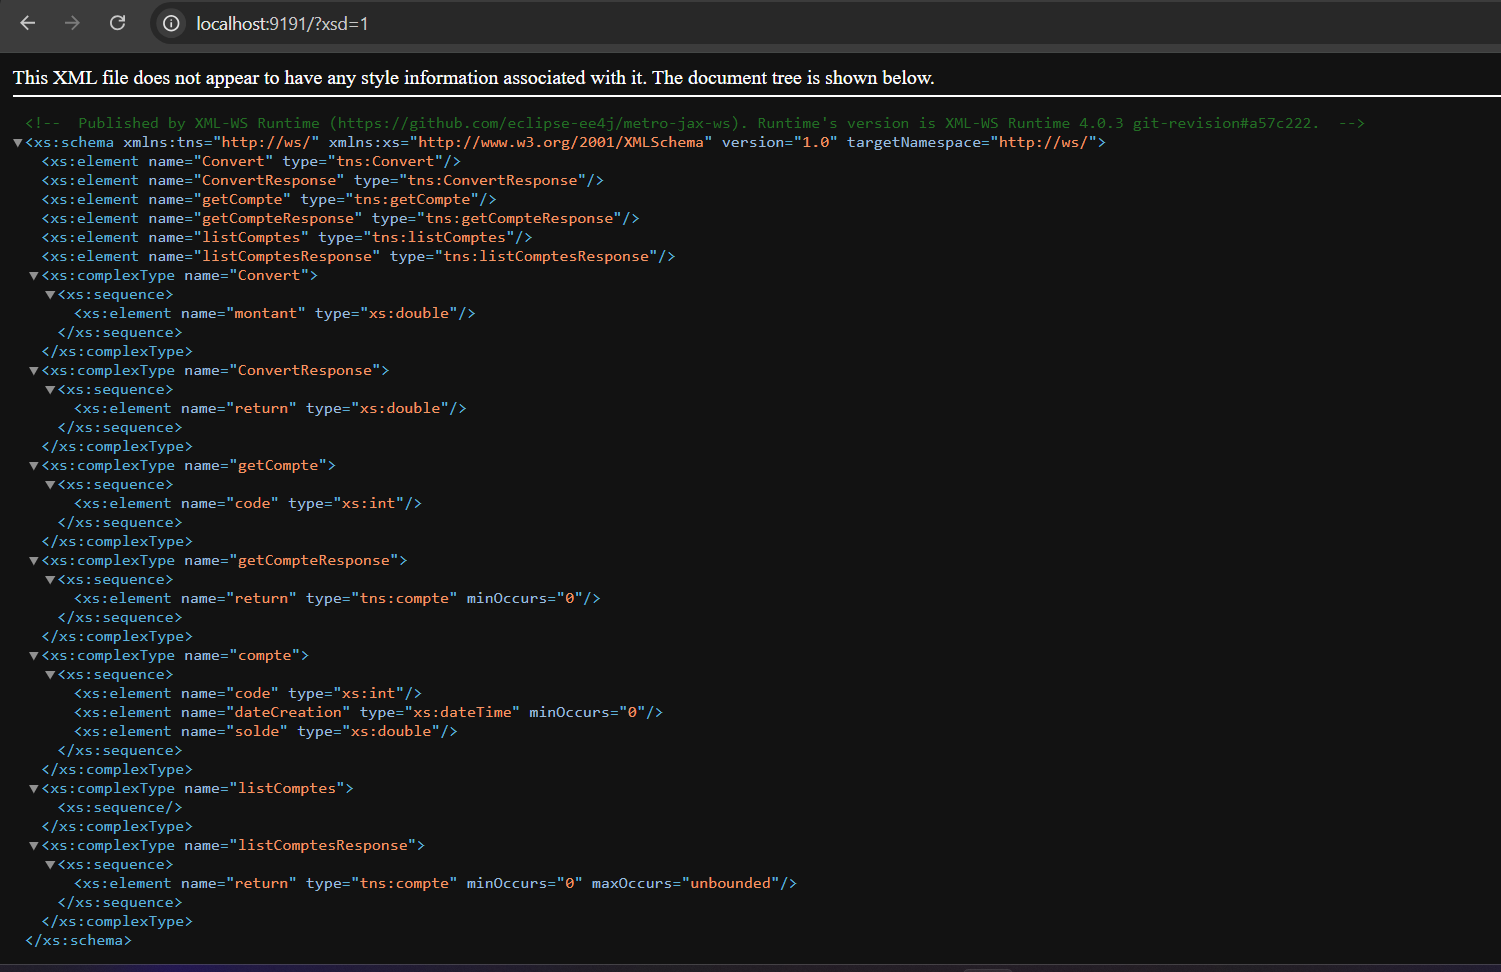 localhost:9191/?xsd=1
This XML file does not appear to have any style information associated with it. The document tree is shown below.
<!-- Published by XML-WS Runtime (https://github.com/eclipse-ee4j/metro-jax-ws). Runtime's version is XML-WS Runtime 4.0.3 git-revision#a57c222. -->
<xs:schema xmlns:tns="http://ws/" xmlns:xs="http://www.w3.org/2001/XMLSchema" version="1.0" targetNamespace="http://ws/">
<xs:element name="Convert" type="tns:Convert"/>
<xs:element name="ConvertResponse" type="tns:ConvertResponse"/>
<xs:element name="getCompte" type="tns:getCompte"/>
<xs:element name="getCompteResponse" type="tns:getCompteResponse"/>
<xs:element name="listComptes" type="tns:listComptes"/>
<xs:element name="listComptesResponse" type="tns:listComptesResponse"/>
<xs:complexType name="Convert">
<xs:sequence>
<xs:element name="montant" type="xs:double"/>
</xs:sequence>
</xs:complexType>
<xs:complexType name="ConvertResponse">
<xs:sequence>
<xs:element name="return" type="xs:double"/>
</xs:sequence>
</xs:complexType>
<xs:complexType name="getCompte">
<xs:sequence>
<xs:element name="code" type="xs:int"/>
</xs:sequence>
</xs:complexType>
<xs:complexType name="getCompteResponse">
<xs:sequence>
<xs:element name="return" type="tns:compte" minOccurs="0"/>
</xs:sequence>
</xs:complexType>
<xs:complexType name="compte">
<xs:sequence>
<xs:element name="code" type="xs:int"/>
<xs:element name="dateCreation" type="xs:dateTime" minOccurs="0"/>
<xs:element name="solde" type="xs:double"/>
</xs:sequence>
</xs:complexType>
<xs:complexType name="listComptes">
<xs:sequence/>
</xs:complexType>
<xs:complexType name="listComptesResponse">
<xs:sequence>
<xs:element name="return" type="tns:compte" minOccurs="0" maxOccurs="unbounded"/>
</xs:sequence>
</xs:complexType>
</xs:schema>